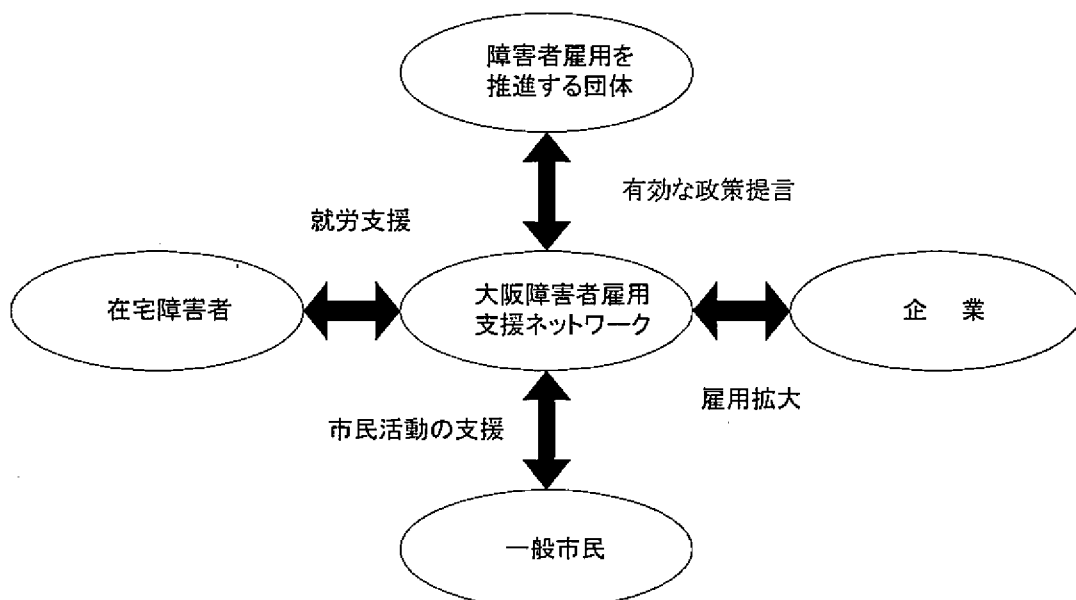 障害者雇用を
推進する団体
有効な政策提言
就労支援
在宅障害者
大阪障害者雇用
支援ネットワーク
企　業
雇用拡大
市民活動の支援
一般市民